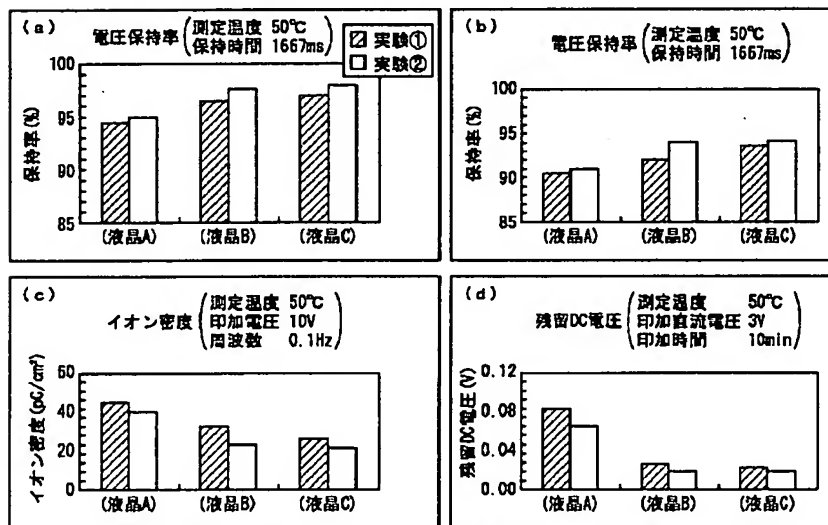 (a)
電圧保持率
測定温度 50℃
保持時間 1667ms
実験①
実験②
保持率(%)
100
95
90
85
(液晶A)
(液晶B)
(液晶C)
(b)
電圧保持率
測定温度 50℃
保持時間 1667ms
保持率(%)
100
95
90
85
(液晶A)
(液晶B)
(液晶C)
(c)
イオン密度
測定温度 50℃
印加電圧 10V
周波数 0.1Hz
イオン密度(pC/cm²)
60
40
20
0
(液晶A)
(液晶B)
(液晶C)
(d)
残留DC電圧
測定温度 50℃
印加直流電圧 3V
印加時間 10min
残留DC電圧(V)
0.12
0.08
0.04
0.00
(液晶A)
(液晶B)
(液晶C)